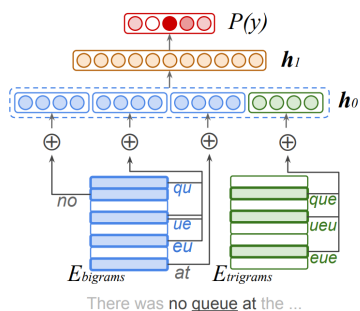 P(y)
h1
h0
no
qu
ue
eu
at
que
ueu
eue
Ebigrams
Etrigrams
There was no queue at the ...